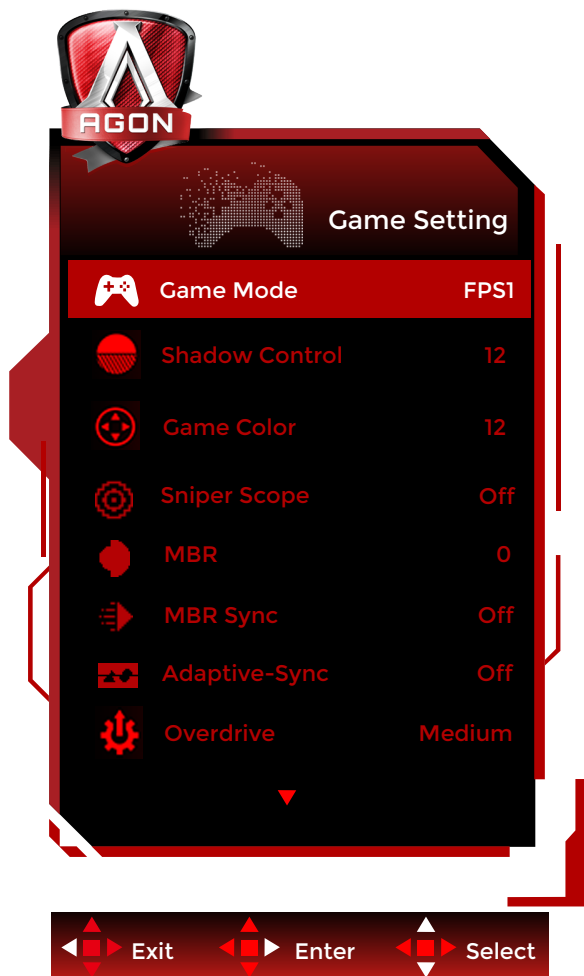 AGON
Game Setting
Game Mode FPS1
Shadow Control 12
Game Color 12
Sniper Scope Off
MBR 0
MBR Sync Off
Adaptive-Sync Off
Overdrive Medium
Exit Enter Select